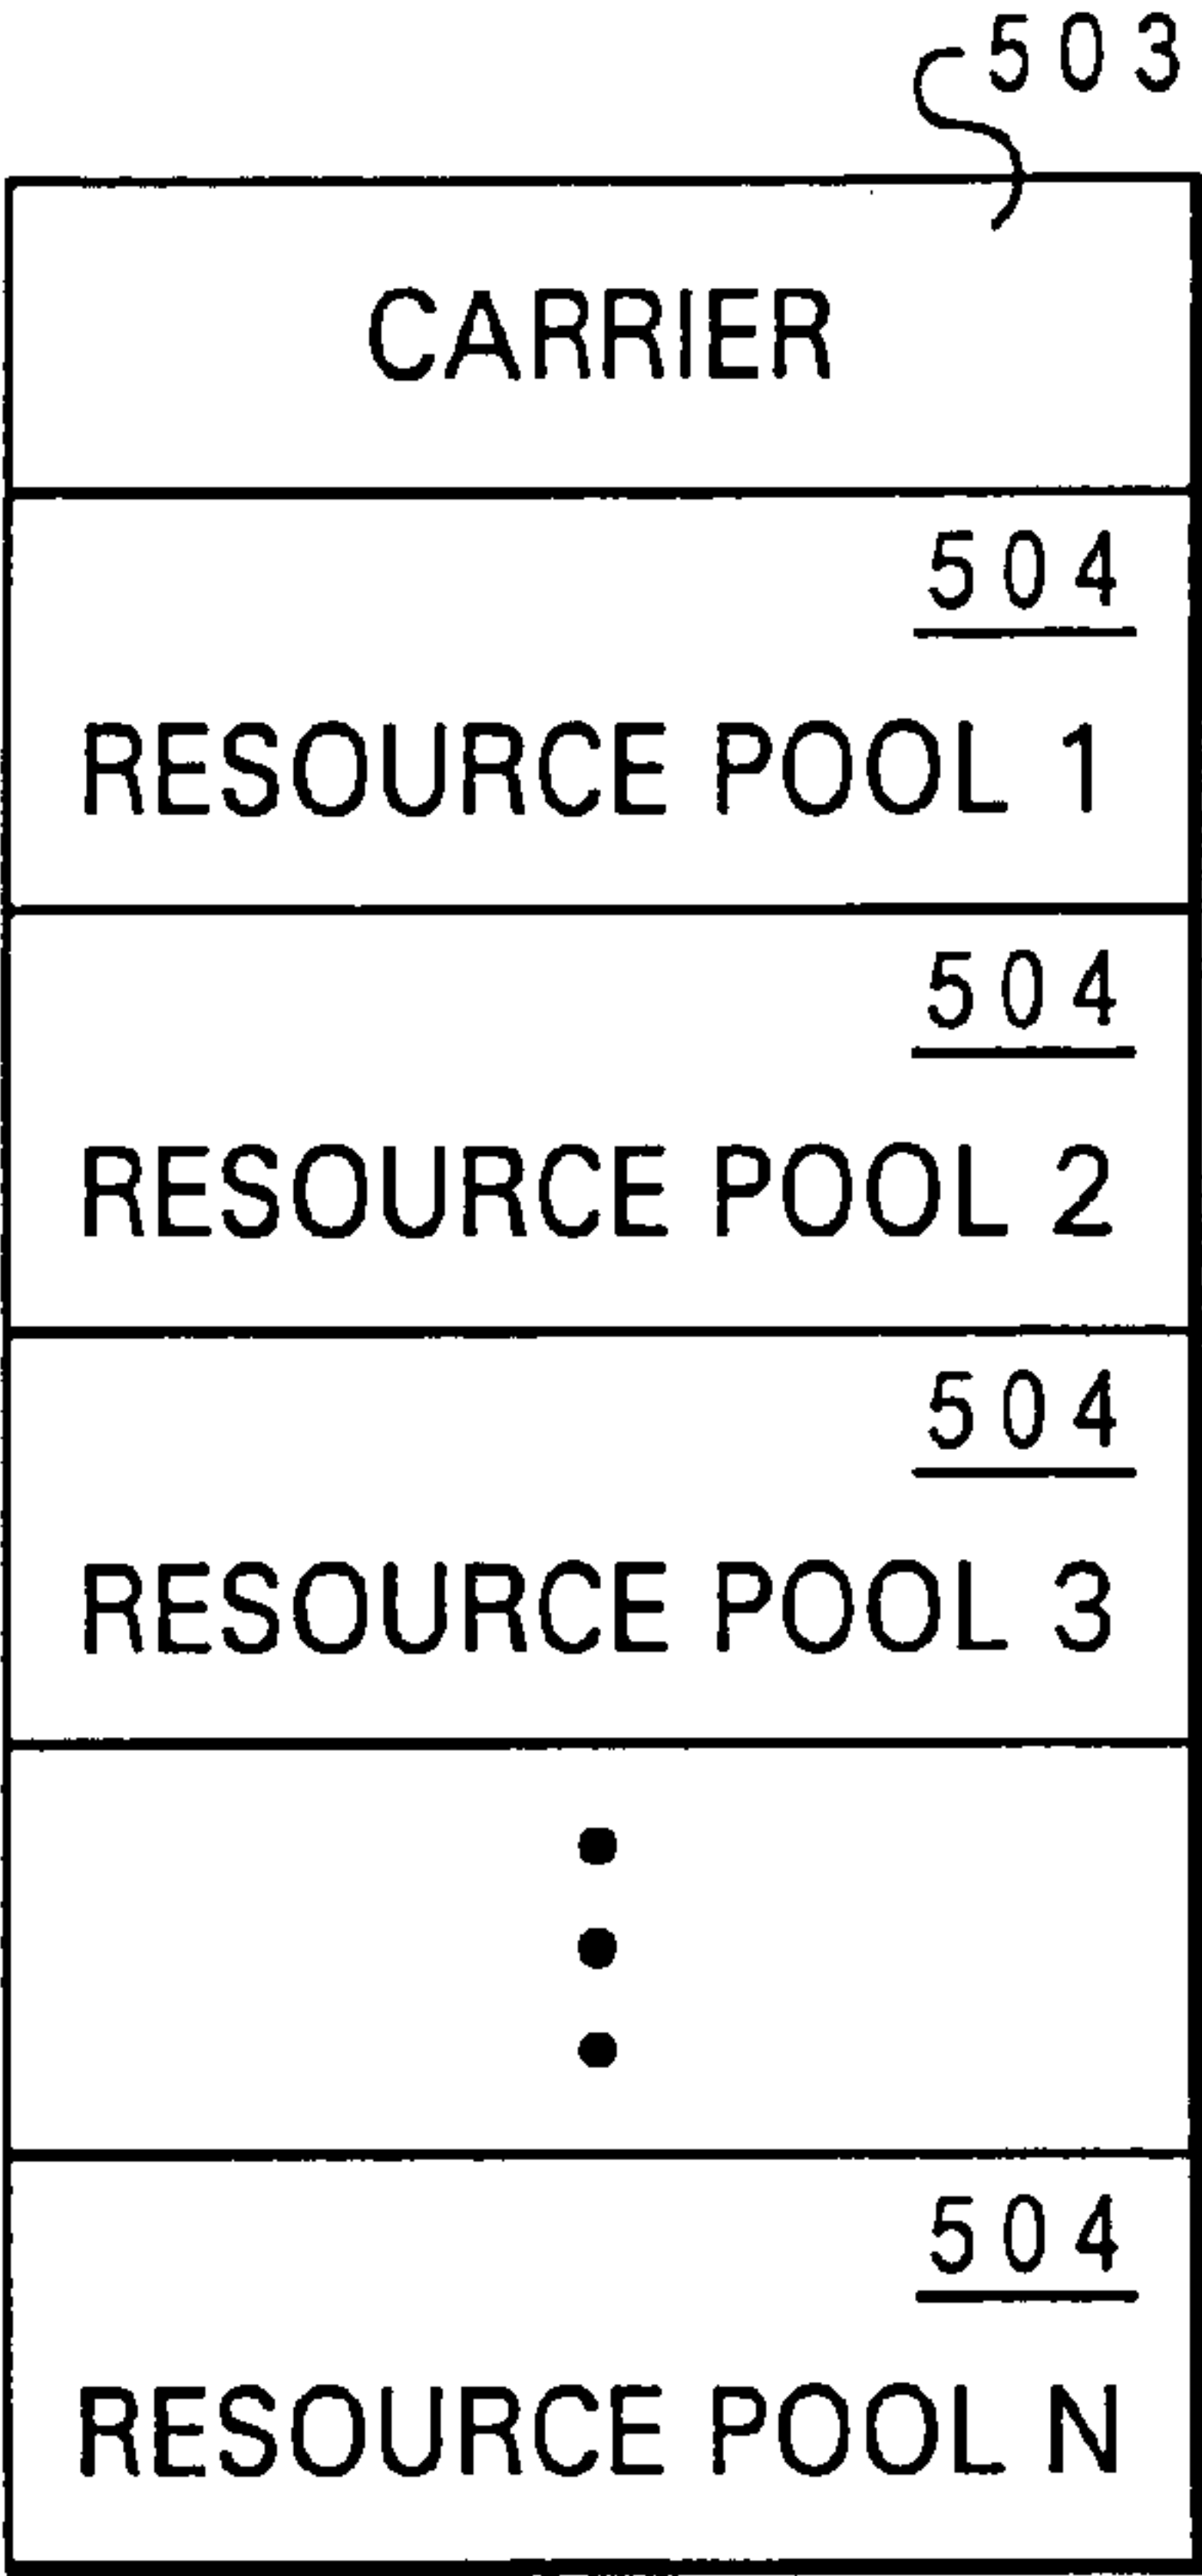 503
CARRIER
504
RESOURCE POOL 1
504
RESOURCE POOL 2
504
RESOURCE POOL 3
504
RESOURCE POOL N